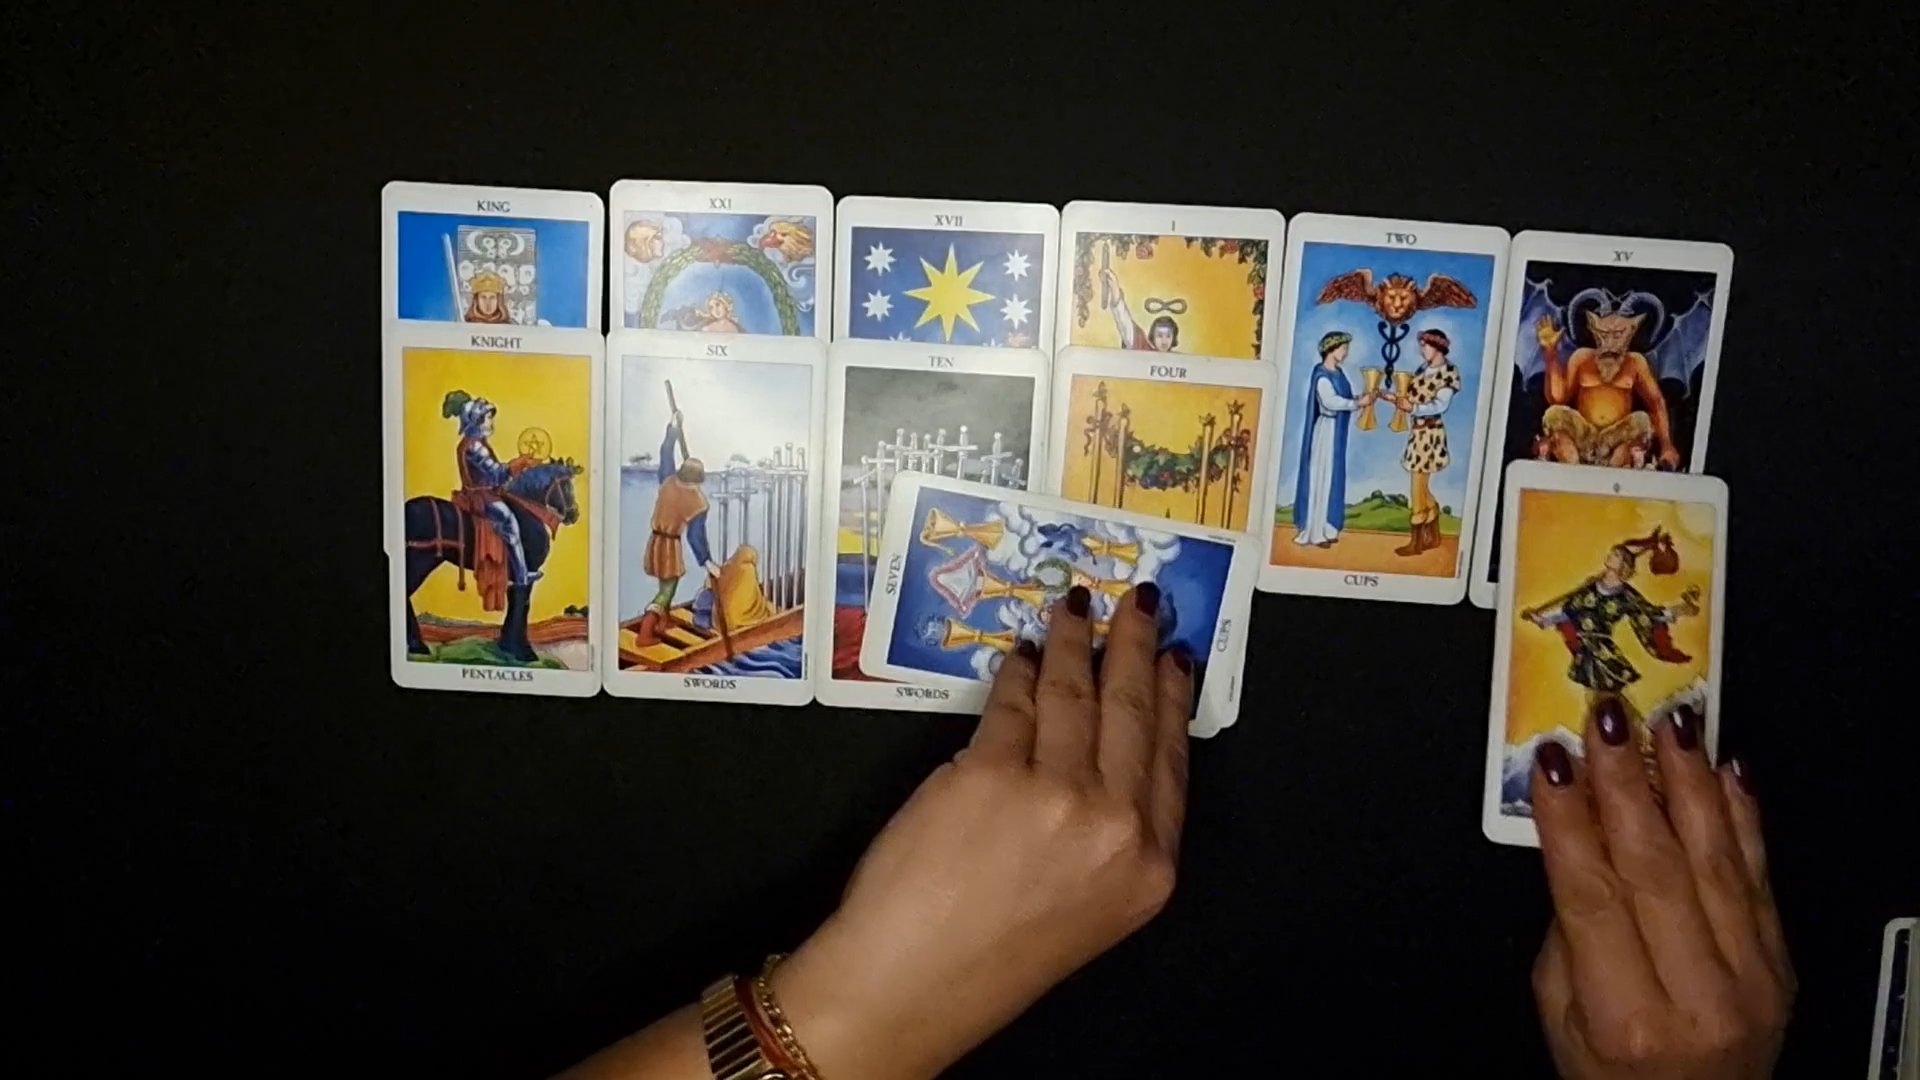 KING
XXI
XVII
I
TWO
XV
KNIGHT
SIX
TEN
FOUR
SEVEN
CUPS
CUPS
PENTACLES
SWORDS
SWORDS